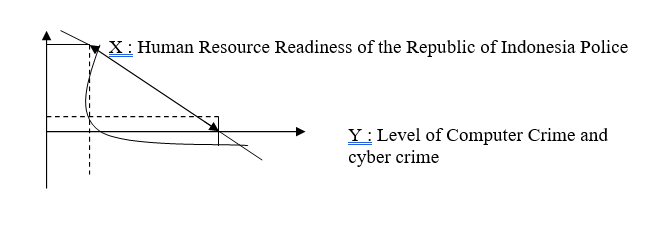 X : Human Resource Readiness of the Republic of Indonesia Police
Y : Level of Computer Crime and
cyber crime